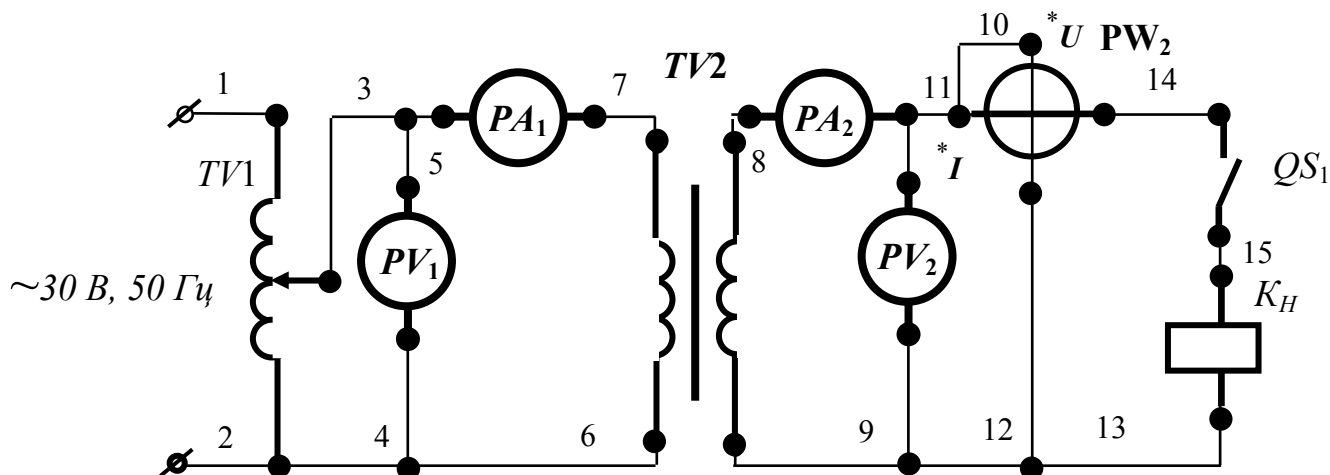 10 *U PW2
1 3 7 TV2 11 14
PA1 PA2
TV1 5 8 *I QS1
PV1 PV2 15
~30 В, 50 Гц KН
2 4 6 9 12 13